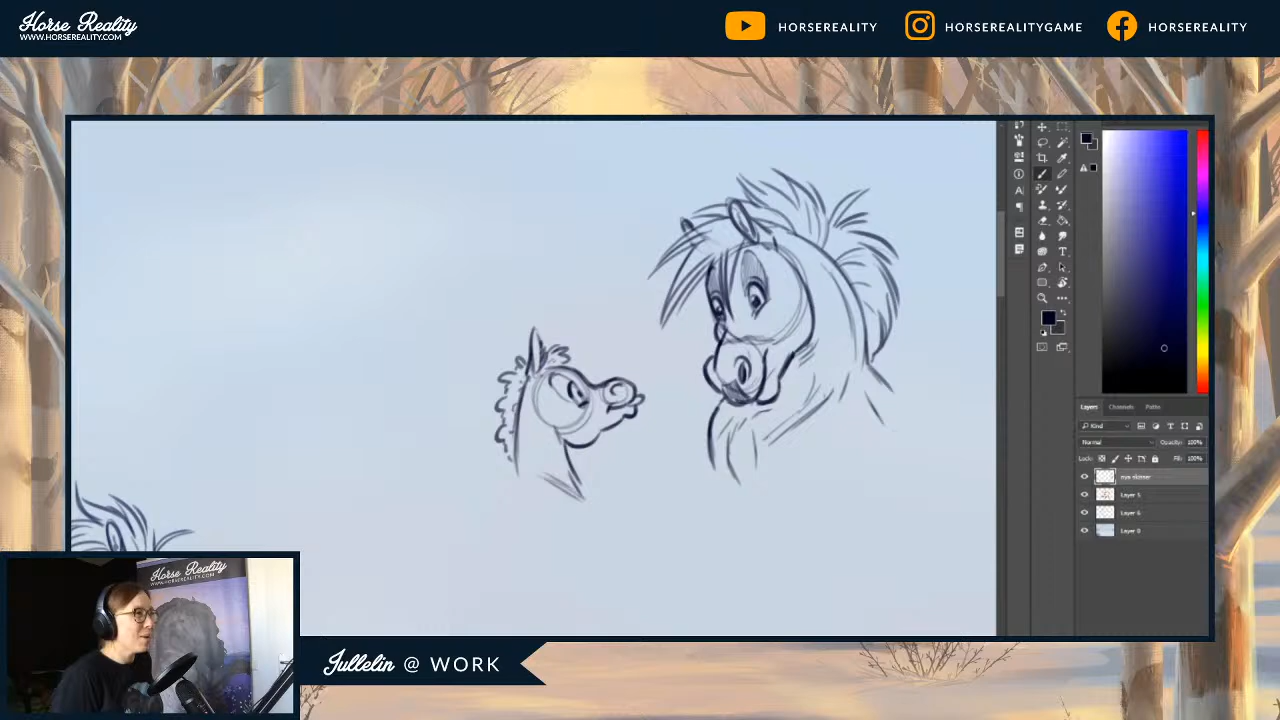 Horse Reality
WWW.HORSEREALITY.COM
HORSEREALITY
HORSEREALITYGAME
HORSEREALITY
Layers Channels Paths
Kind
Normal Opacity: 100%
Lock: Fill: 100%
Layer 5
Layer 6
Layer 0
Horse Reality
WWW.HORSEREALITY.COM
Jullelin @ WORK